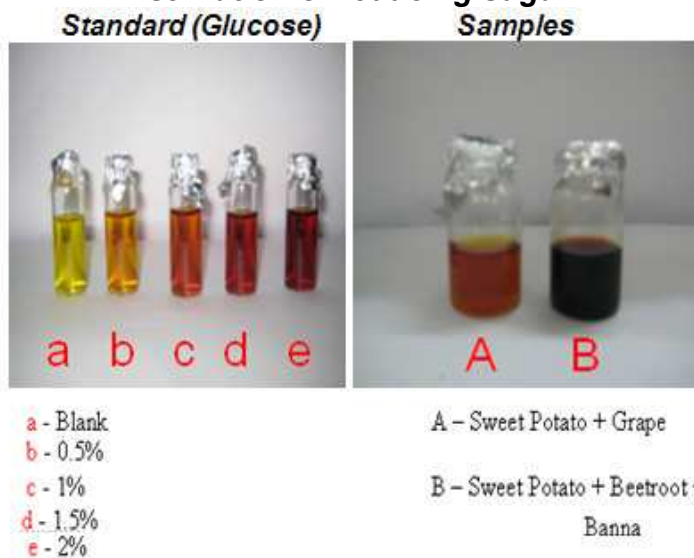 Standard (Glucose)
Samples
a b c d e
A B
a - Blank
b - 0.5%
c - 1%
d - 1.5%
e - 2%
A – Sweet Potato + Grape
B – Sweet Potato + Beetroot
Banna